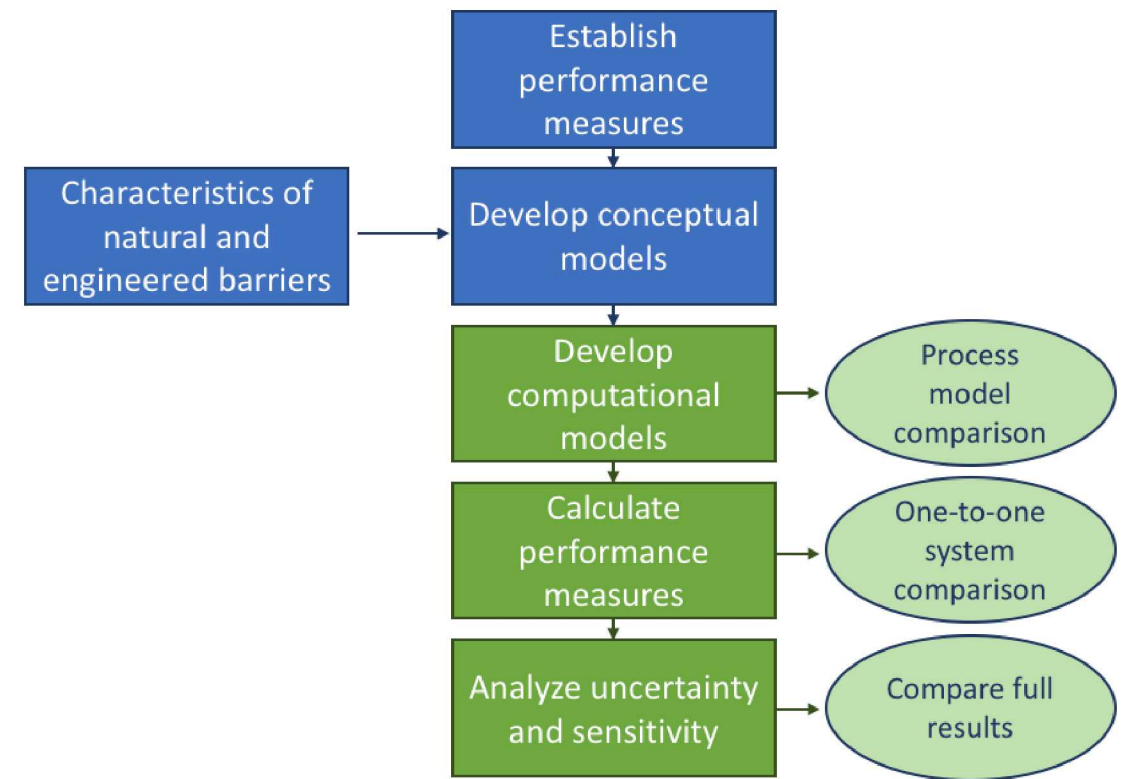 Establish
performance
measures
Characteristics of
natural and
engineered barriers
Develop conceptual
models
Develop
computational
models
Process
model
comparison
Calculate
performance
measures
One-to-one
system
comparison
Analyze uncertainty
and sensitivity
Compare full
results